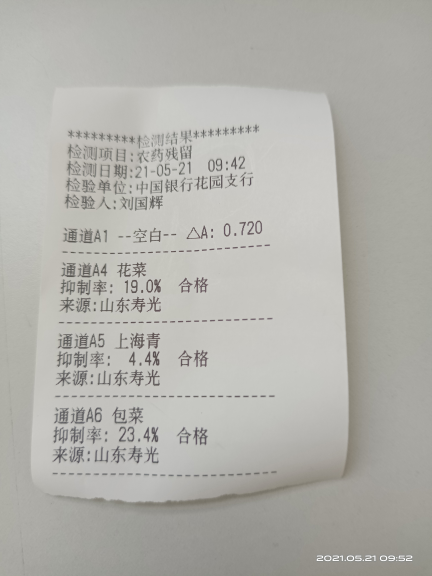 *********检测结果*********
检测项目:农药残留
检测日期:21-05-21 09:42
检验单位:中国银行花园支行
检验人:刘国辉
通道A1 --空白-- △A: 0.720
通道A4 花菜
抑制率: 19.0% 合格
来源:山东寿光
通道A5 上海青
抑制率: 4.4% 合格
来源:山东寿光
通道A6 包菜
抑制率: 23.4% 合格
来源:山东寿光
2021.05.21 09:52